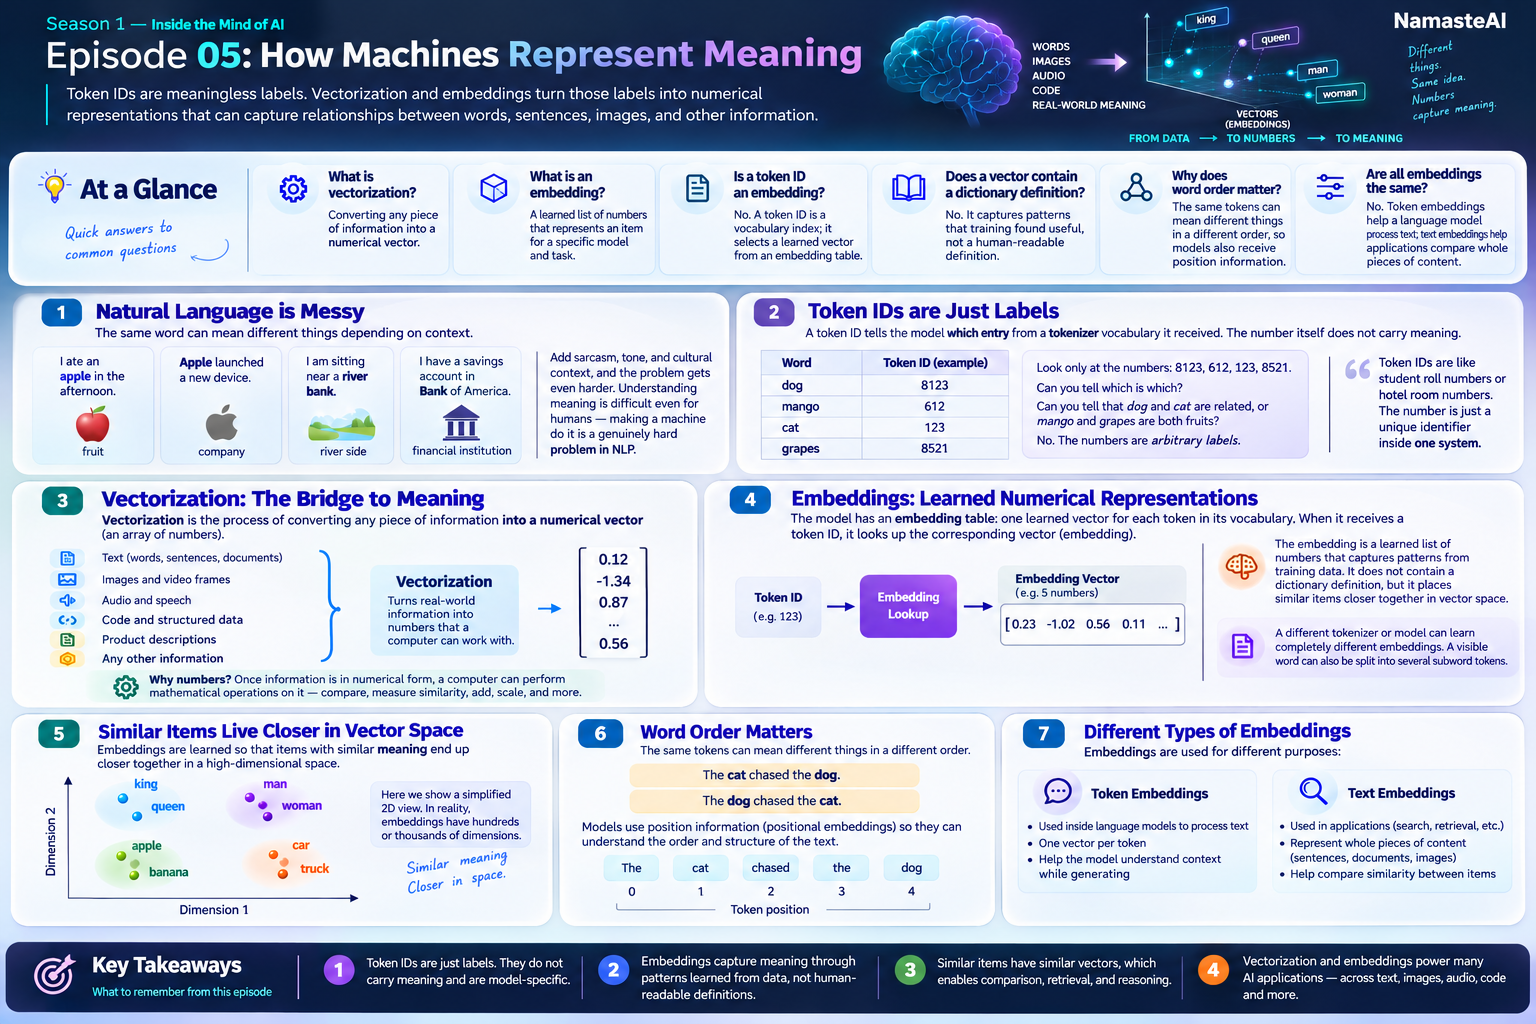 Season 1 — Inside the Mind of AI
Episode 05: How Machines Represent Meaning
Token IDs are meaningless labels. Vectorization and embeddings turn those labels into numerical
representations that can capture relationships between words, sentences, images, and other information.
WORDS
IMAGES
AUDIO
CODE
REAL-WORLD MEANING
king
queen
man
woman
VECTORS
(EMBEDDINGS)
FROM DATA → TO NUMBERS → TO MEANING
NamasteAI
Different
things.
Same idea.
Numbers
capture meaning.
At a Glance
Quick answers to
common questions
What is
vectorization?
Converting any piece
of information into a
numerical vector.
What is an
embedding?
A learned list of numbers
that represents an item
for a specific model
and task.
Is a token ID
an embedding?
No. A token ID is a
vocabulary index; it
selects a learned vector
from an embedding table.
Does a vector contain
a dictionary definition?
No. It captures patterns
that training found useful,
not a human-readable
definition.
Why does
word order matter?
The same tokens can
mean different things
in a different order, so
models also receive
position information.
Are all embeddings
the same?
No. Token embeddings
help a language model
process text; text embeddings help
applications compare whole
pieces of content.
1
Natural Language is Messy
The same word can mean different things depending on context.
I ate an
apple in the
afternoon.
fruit
Apple launched
a new device.
company
I am sitting
near a river
bank.
river side
I have a savings
account in
Bank of America.
financial institution
Add sarcasm, tone, and cultural
context, and the problem gets
even harder. Understanding
meaning is difficult even for
humans — making a machine
do it is a genuinely hard
problem in NLP.
2
Token IDs are Just Labels
A token ID tells the model which entry from a tokenizer vocabulary it received. The number itself does not carry meaning.
Word Token ID (example)
dog 8123
mango 612
cat 123
grapes 8521
Look only at the numbers: 8123, 612, 123, 8521.
Can you tell which is which?
Can you tell that dog and cat are related, or
mango and grapes are both fruits?
No. The numbers are arbitrary labels.
“
Token IDs are like
student roll numbers or
hotel room numbers.
The number is just a
unique identifier
inside one system.
3
Vectorization: The Bridge to Meaning
Vectorization is the process of converting any piece of information into a numerical vector
(an array of numbers).
Text (words, sentences, documents)
Images and video frames
Audio and speech
Code and structured data
Product descriptions
Any other information
Vectorization
Turns real-world
information into
numbers that a
computer can work with.
0.12
-1.34
0.87
...
0.56
Why numbers? Once information is in numerical form, a computer can perform
mathematical operations on it — compare, measure similarity, add, scale, and more.
4
Embeddings: Learned Numerical Representations
The model has an embedding table: one learned vector for each token in its vocabulary. When it receives a
token ID, it looks up the corresponding vector (embedding).
Token ID
(e.g. 123)
Embedding
Lookup
Embedding Vector
(e.g. 5 numbers)
[ 0.23 -1.02 0.56 0.11 ... ]
The embedding is a learned list of
numbers that captures patterns from
training data. It does not contain a
dictionary definition, but it places
similar items closer together in vector space.
A different tokenizer or model can learn
completely different embeddings. A visible
word can also be split into several subword tokens.
5
Similar Items Live Closer in Vector Space
Embeddings are learned so that items with similar meaning end up
closer together in a high-dimensional space.
Dimension 2
king
queen
man
woman
apple
banana
car
truck
Dimension 1
Here we show a simplified
2D view. In reality,
embeddings have hundreds
or thousands of dimensions.
Similar meaning
Closer in space.
6
Word Order Matters
The same tokens can mean different things in a different order.
The cat chased the dog.
The dog chased the cat.
Models use position information (positional embeddings) so they can
understand the order and structure of the text.
The cat chased the dog
0 1 2 3 4
Token position
7
Different Types of Embeddings
Embeddings are used for different purposes:
Token Embeddings
• Used inside language models to process text
• One vector per token
• Help the model understand context
while generating
Text Embeddings
• Used in applications (search, retrieval, etc.)
• Represent whole pieces of content
(sentences, documents, images)
• Help compare similarity between items
Key Takeaways
What to remember from this episode
1
Token IDs are just labels. They do not
carry meaning and are model-specific.
2
Embeddings capture meaning through
patterns learned from data, not human-
readable definitions.
3
Similar items have similar vectors, which
enables comparison, retrieval, and reasoning.
4
Vectorization and embeddings power many
AI applications — across text, images, audio, code
and more.